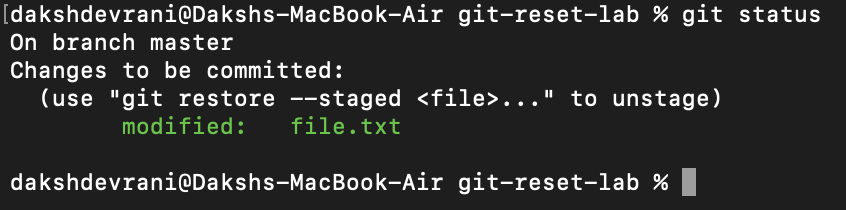 [dakshdevrani@Dakshs-MacBook-Air git-reset-lab % git status
On branch master
Changes to be committed:
  (use "git restore --staged <file>..." to unstage)
        modified:   file.txt

dakshdevrani@Dakshs-MacBook-Air git-reset-lab %